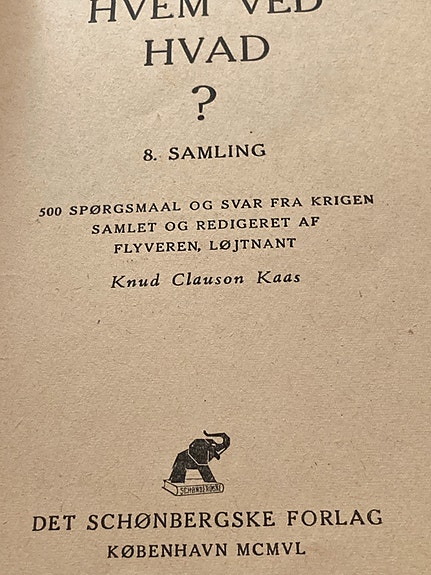 HVEM VED
HVAD
?
8. SAMLING
500 SPØRGSMAAL OG SVAR FRA KRIGEN
SAMLET OG REDIGERET AF
FLYVEREN, LØJTNANT
Knud Clauson Kaas
SCHØNBERGSKE
DET SCHØNBERGSKE FORLAG
KØBENHAVN MCMVL